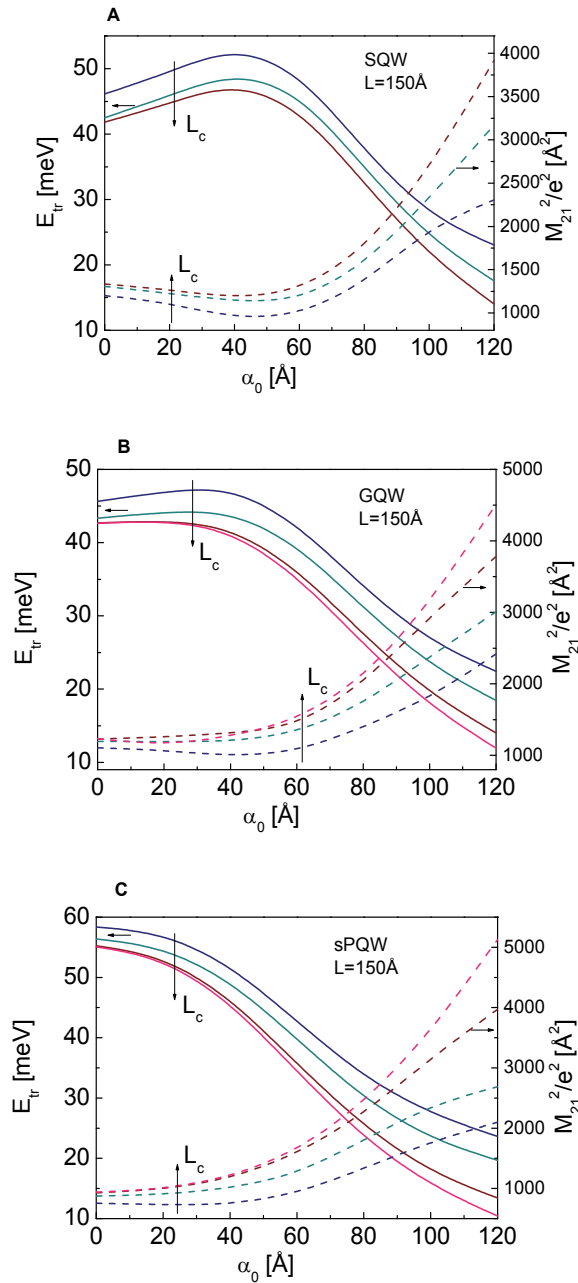 A
SQW
L=150Å
L_c
L_c
E_tr [meV]
M_21^2/e^2 [Å^2]
50
40
30
20
10
4000
3500
3000
2500
2000
1500
1000
0 20 40 60 80 100 120
α_0 [Å]
B
GQW
L=150Å
L_c
L_c
E_tr [meV]
M_21^2/e^2 [Å^2]
50
40
30
20
10
5000
4000
3000
2000
1000
0 20 40 60 80 100 120
α_0 [Å]
C
sPQW
L=150Å
L_c
L_c
E_tr [meV]
M_21^2/e^2 [Å^2]
60
50
40
30
20
10
5000
4000
3000
2000
1000
0 20 40 60 80 100 120
α_0 [Å]